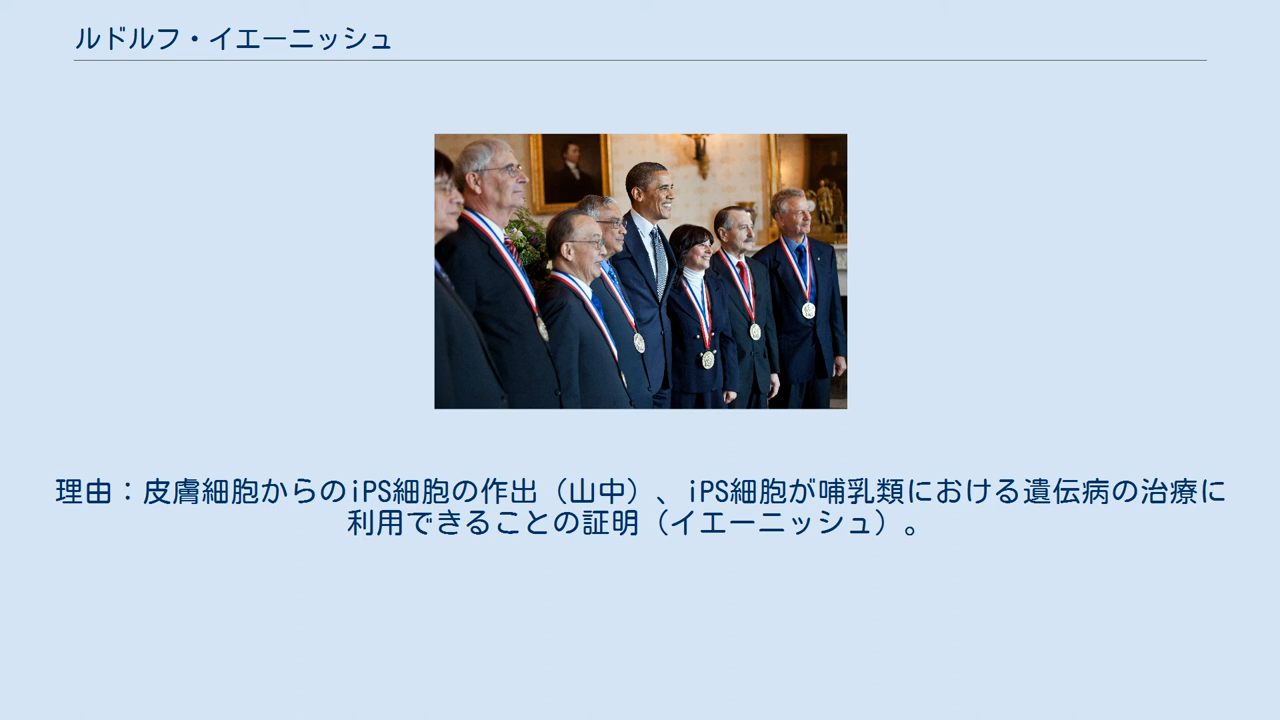 ルドルフ・イエーニッシュ
理由：皮膚細胞からのiPS細胞の作出（山中）、iPS細胞が哺乳類における遺伝病の治療に
利用できることの証明（イエーニッシュ）。